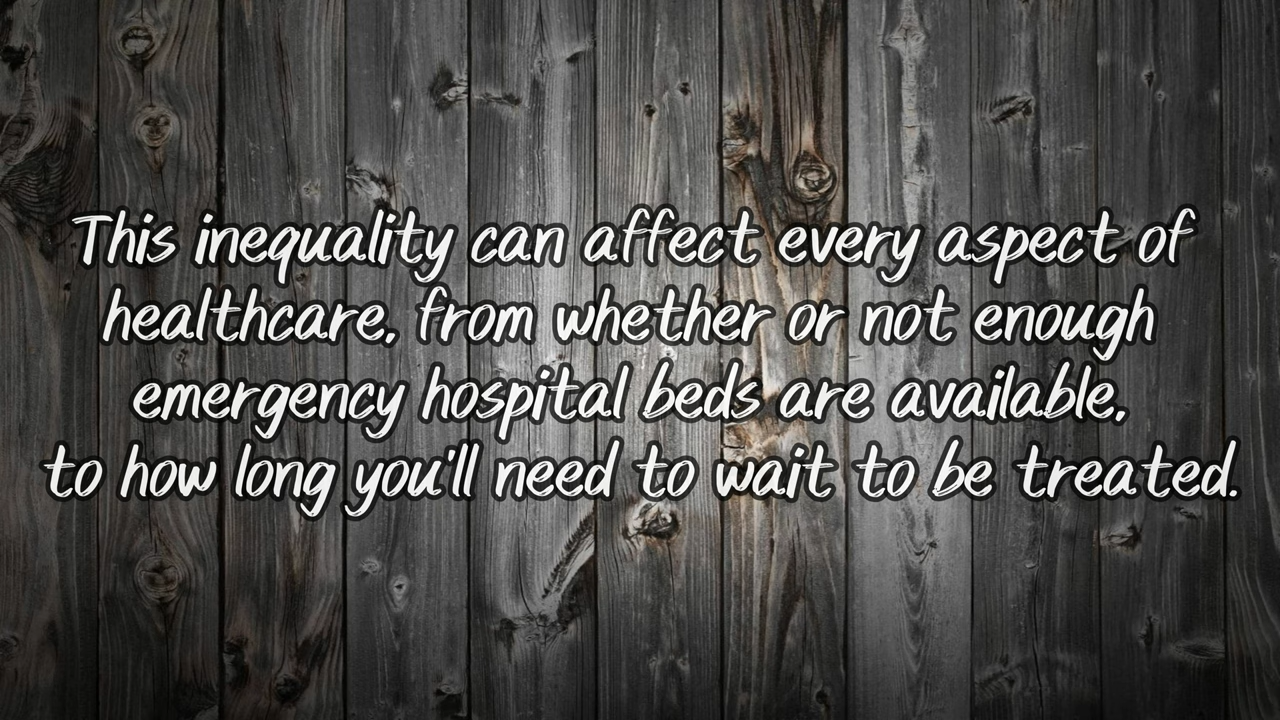 This inequality can affect every aspect of
healthcare, from whether or not enough
emergency hospital beds are available,
to how long you'll need to wait to be treated.